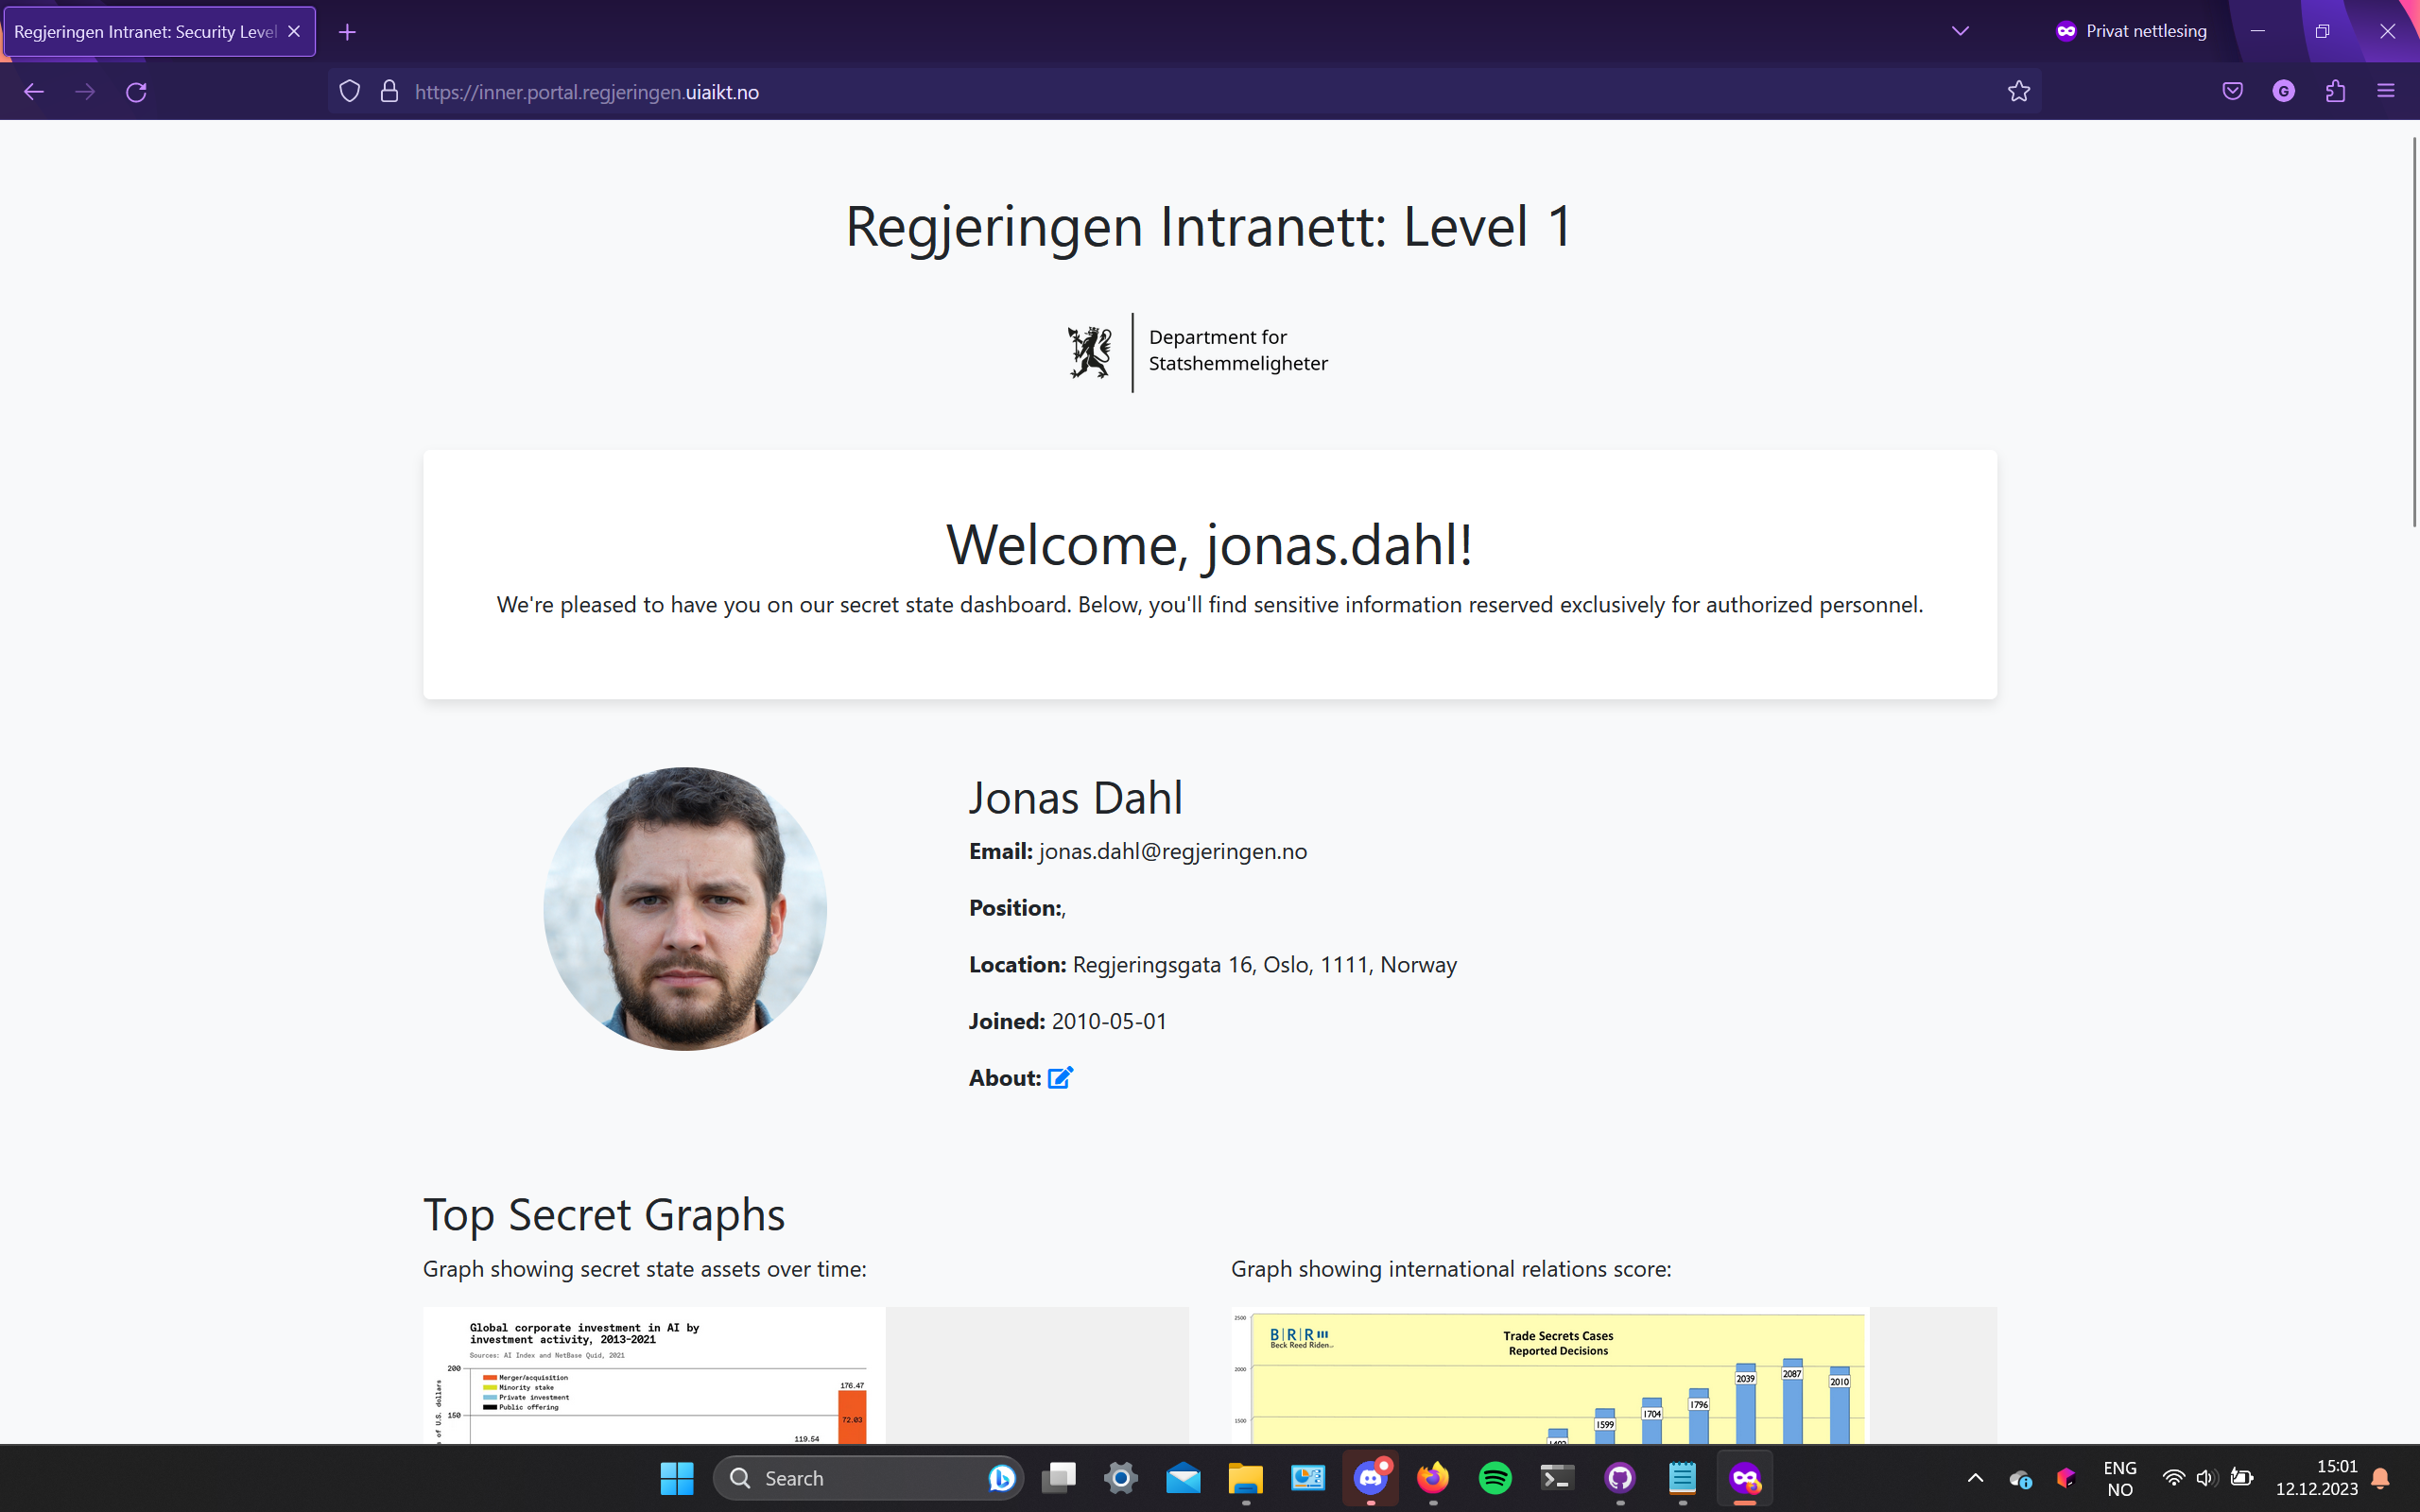 Regjeringen Intranet: Security Level
Privat nettlesing
https://inner.portal.regjeringen.uiaikt.no
G
Regjeringen Intranett: Level 1
Department for
Statshemmeligheter
Welcome, jonas.dahl!
We're pleased to have you on our secret state dashboard. Below, you'll find sensitive information reserved exclusively for authorized personnel.
Jonas Dahl
Email: jonas.dahl@regjeringen.no
Position:,
Location: Regjeringsgata 16, Oslo, 1111, Norway
Joined: 2010-05-01
About:
Top Secret Graphs
Graph showing secret state assets over time:
Global corporate investment in AI by
investment activity, 2013-2021
Sources: AI Index and NetBase Quid, 2021
200
Merger/acquisition
Minority stake
Private investment
Public offering
176.47
72.03
150
119.54
of U.S. dollars
Graph showing international relations score:
2500
B|R|R
Beck Reed Riden
Trade Secrets Cases
Reported Decisions
2000
2039
2087
2010
1796
1704
1599
1500
Search
ENG
NO
15:01
12.12.2023